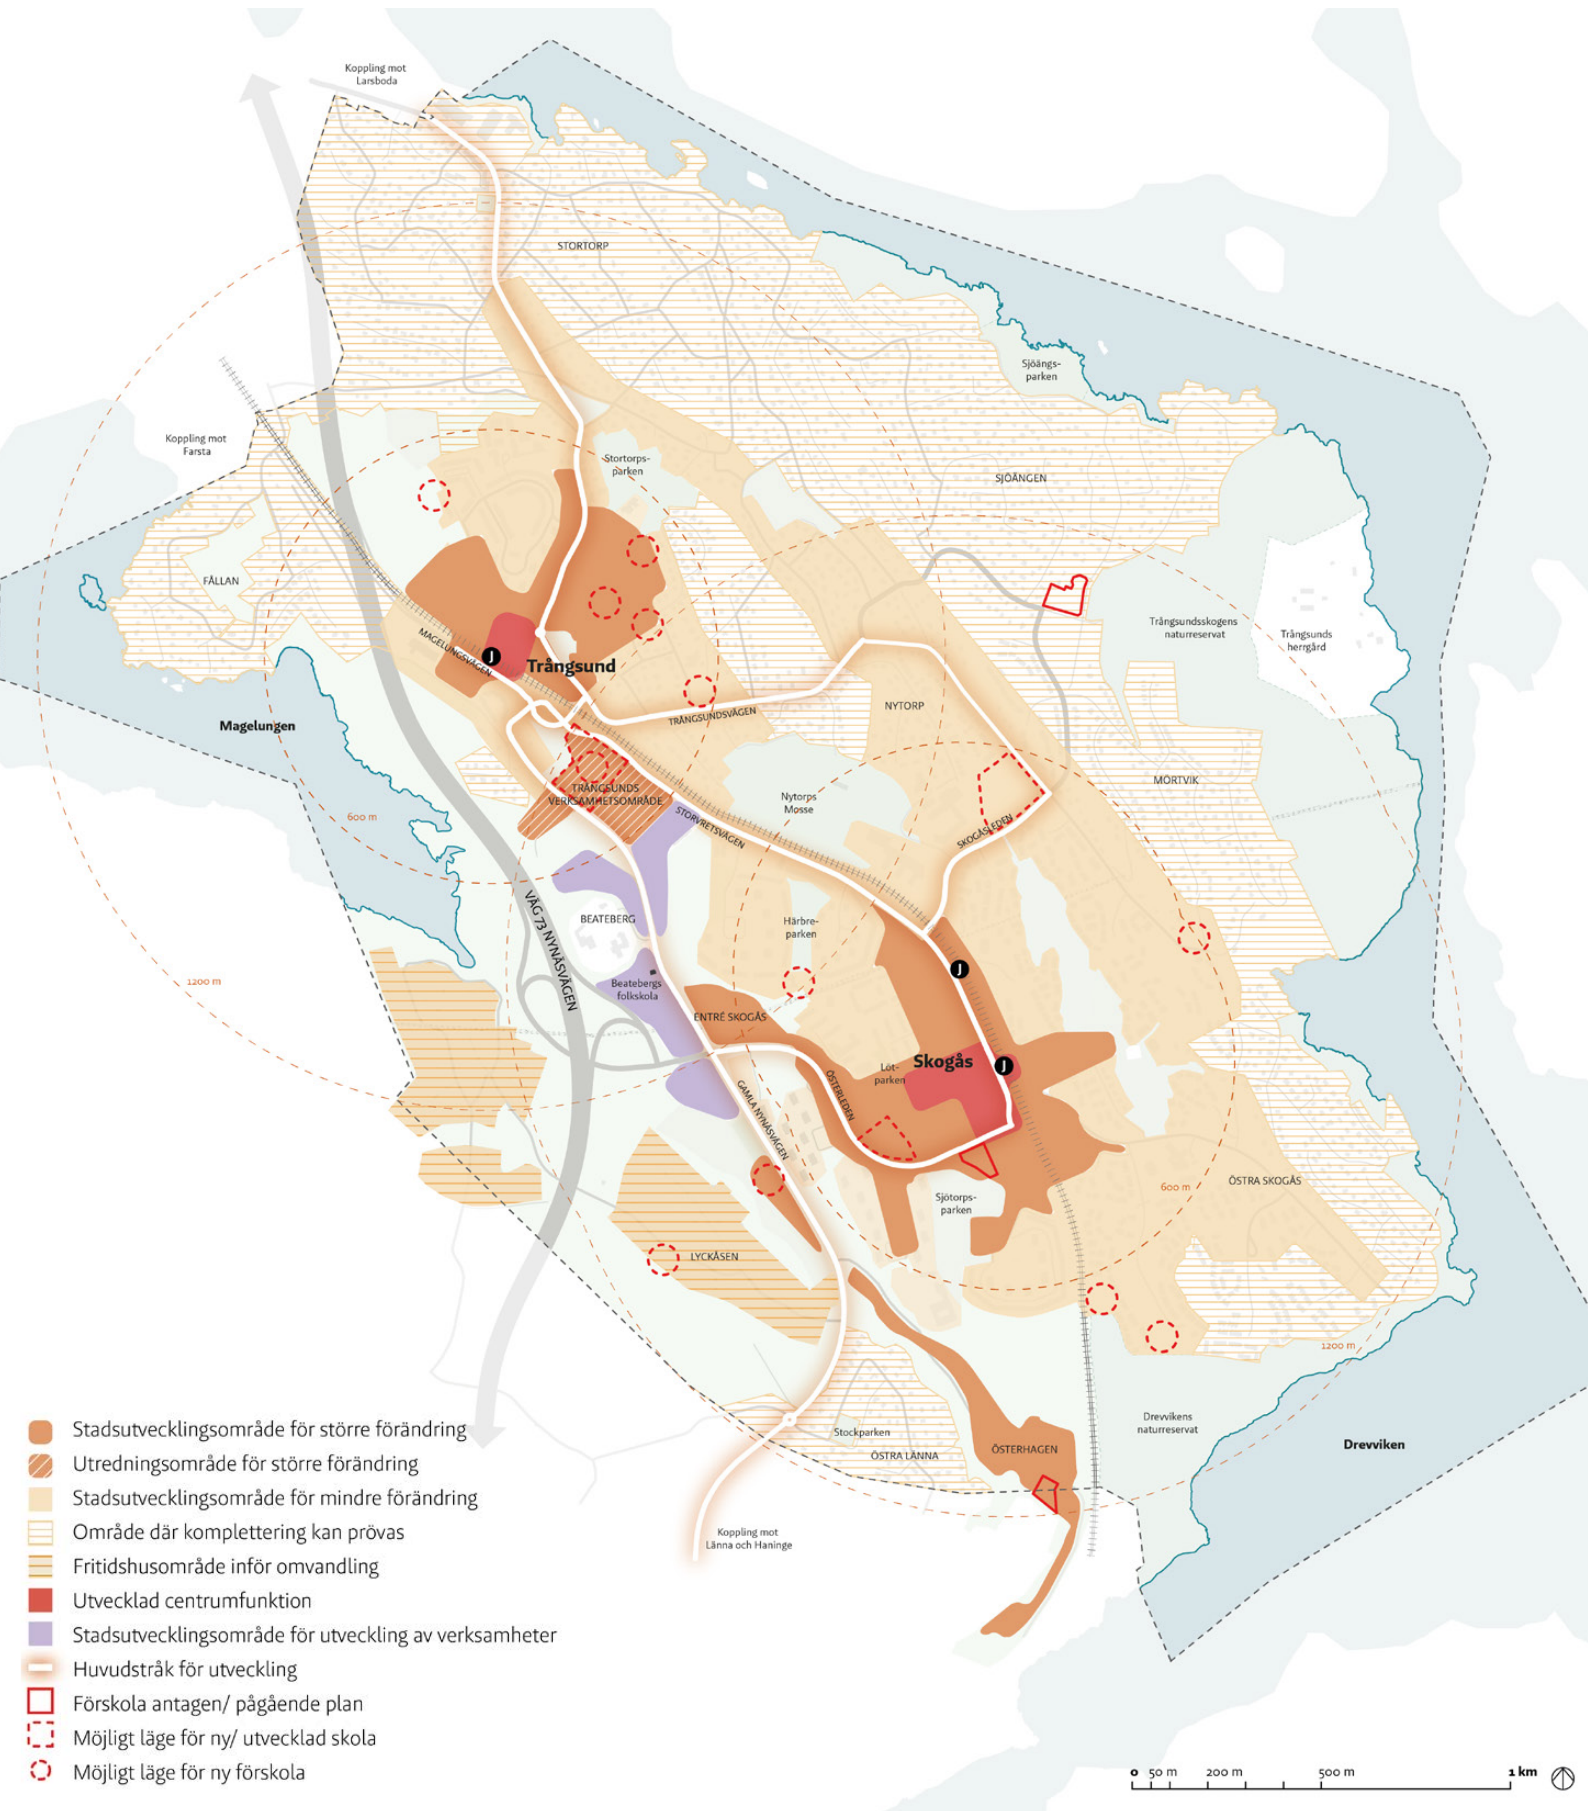 Koppling mot
Larsboda
STORTORP
Sjöängs-
parken
Koppling mot
Farsta
Stortorps-
parken
SJÖÄNGEN
FÅLLAN
Trångsundsskogens
naturreservat
Trångsunds
herrgård
MAGELUNGSVÄGEN
J
Trångsund
Magelungen
TRÅNGSUNDSVÄGEN
NYTORP
MÖRTVIK
TRÅNGSUNDS
VERKSAMHETSOMRÅDE
Nytorps
Mosse
600 m
STORVRETSVÄGEN
SKOGÅSLEDEN
VÄG 73 NYNÄSVÄGEN
BEATEBERG
Härbre-
parken
J
1200 m
Beatebergs
folkskola
ENTRÉ SKOGÅS
Skogås
J
Löt-
parken
ÖSTERLEDEN
GAMLA NYNÄSVÄGEN
600 m
ÖSTRA SKOGÅS
Sjötorps-
parken
LYCKÅSEN
1200 m
Drevvikens
naturreservat
Stockparken
ÖSTRA LÄNNA
ÖSTERHAGEN
Drevviken
Koppling mot
Länna och Haninge
Stadsutvecklingsområde för större förändring
Utredningsområde för större förändring
Stadsutvecklingsområde för mindre förändring
Område där komplettering kan prövas
Fritidshusområde inför omvandling
Utvecklad centrumfunktion
Stadsutvecklingsområde för utveckling av verksamheter
Huvudstråk för utveckling
Förskola antagen/ pågående plan
Möjligt läge för ny/ utvecklad skola
Möjligt läge för ny förskola
0 50 m 200 m 500 m 1 km